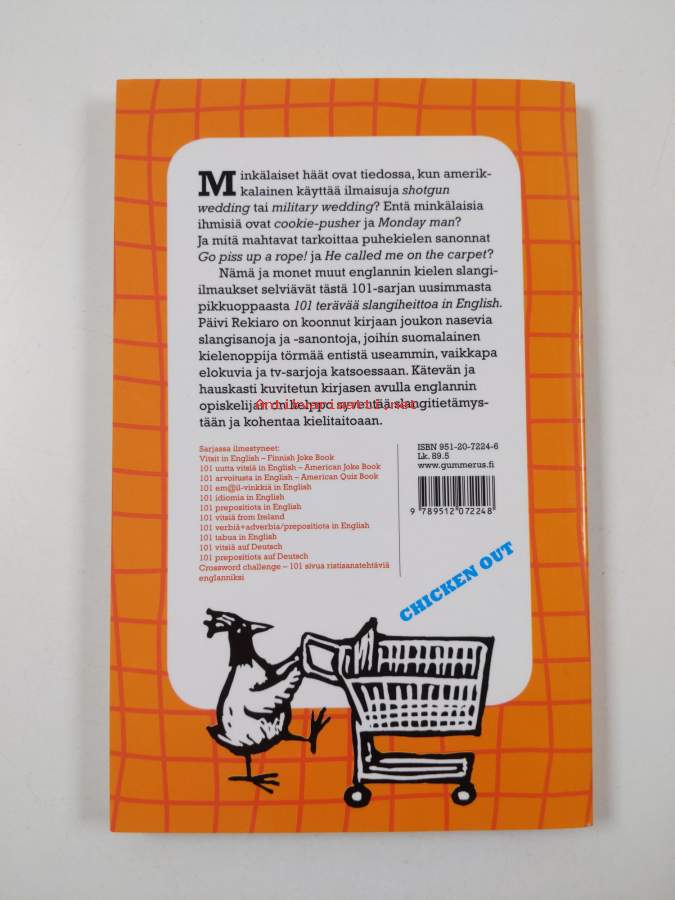 Minkälaiset häät ovat tiedossa, kun amerik-
kalainen käyttää ilmaisuja shotgun
wedding tai military wedding? Entä minkälaisia
ihmisiä ovat cookie-pusher ja Monday man?
Ja mitä mahtavat tarkoittaa puhekielen sanonnat
Go piss up a rope! ja He called me on the carpet?
Nämä ja monet muut englannin kielen slangi-
ilmaukset selviävät tästä 101-sarjan uusimmasta
pikkuoppaasta 101 terävää slangiheittoa in English.
Päivi Rekiaro on koonnut kirjaan joukon nasevia
slangisanoja ja -sanontoja, joihin suomalainen
kielenoppija törmää entistä useammin, vaikkapa
elokuvia ja tv-sarjoja katsoessaan. Kätevän ja
hauskasti kuvitetun kirjasen avulla englannin
opiskelijan on helppo syventää slangitietämys-
tään ja kohentaa kielitaitoaan.
Antikvariaatti.net
Sarjassa ilmestyneet:
Vitsit in English – Finnish Joke Book
101 uutta vitsiä in English – American Joke Book
101 arvoitusta in English – American Quiz Book
101 em@il-vinkkiä in English
101 idiomia in English
101 prepositiota in English
101 vitsiä from Ireland
101 verbiä+adverbia/prepositiota in English
101 tabua in English
101 vitsiä auf Deutsch
101 prepositiota auf Deutsch
Crossword challenge – 101 sivua ristisanatehtäviä
englanniksi
ISBN 951-20-7224-6
Lk. 89.5
www.gummerus.fi
9 789512 072248
CHICKEN OUT